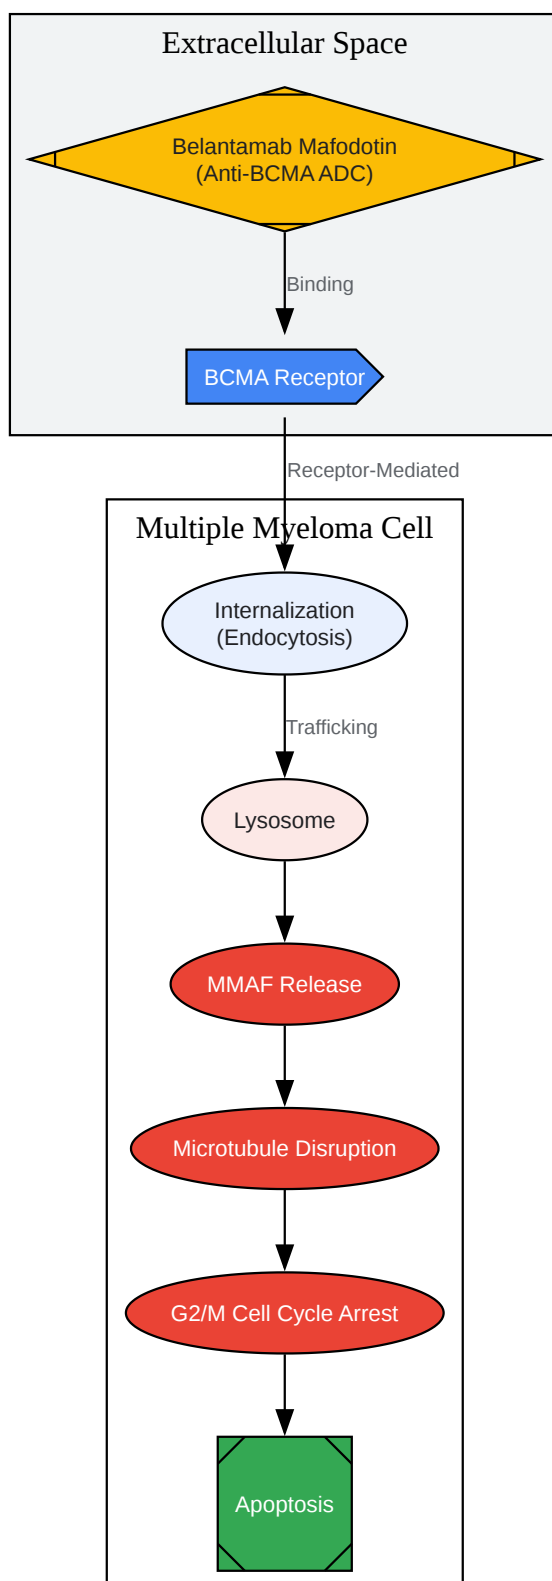 Extracellular Space
Belantamab Mafodotin
(Anti-BCMA ADC)
Binding
BCMA Receptor
Receptor-Mediated
Multiple Myeloma Cell
Internalization
(Endocytosis)
Trafficking
Lysosome
MMAF Release
Microtubule Disruption
G2/M Cell Cycle Arrest
Apoptosis